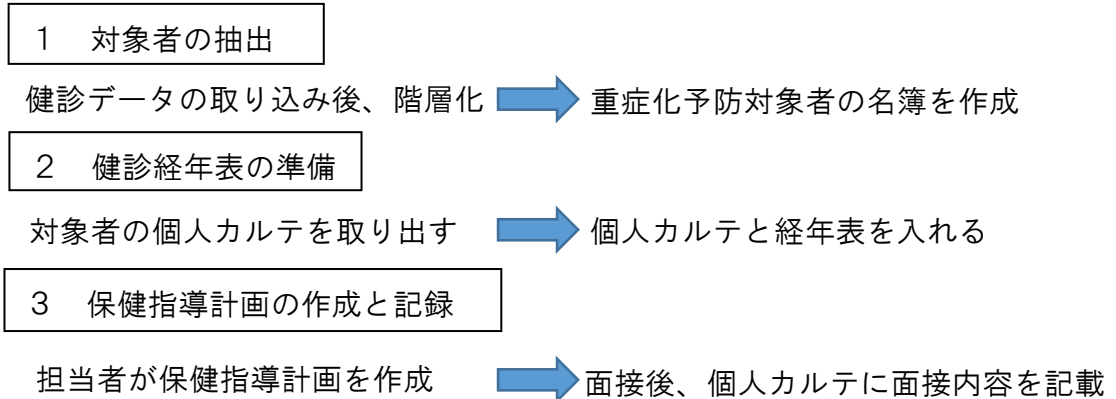 1 対象者の抽出
健診データの取り込み後、階層化 重症化予防対象者の名簿を作成
2 健診経年表の準備
対象者の個人カルテを取り出す 個人カルテと経年表を入れる
3 保健指導計画の作成と記録
担当者が保健指導計画を作成 面接後、個人カルテに面接内容を記載